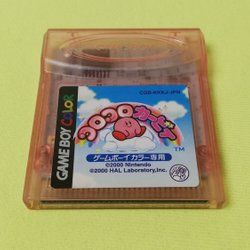 CGB-KKKJ-JPN
GAME BOY COLOR
コロコロカービィ
TM
ゲームボーイカラー専用
©2000 Nintendo
©2000 HAL Laboratory,Inc.